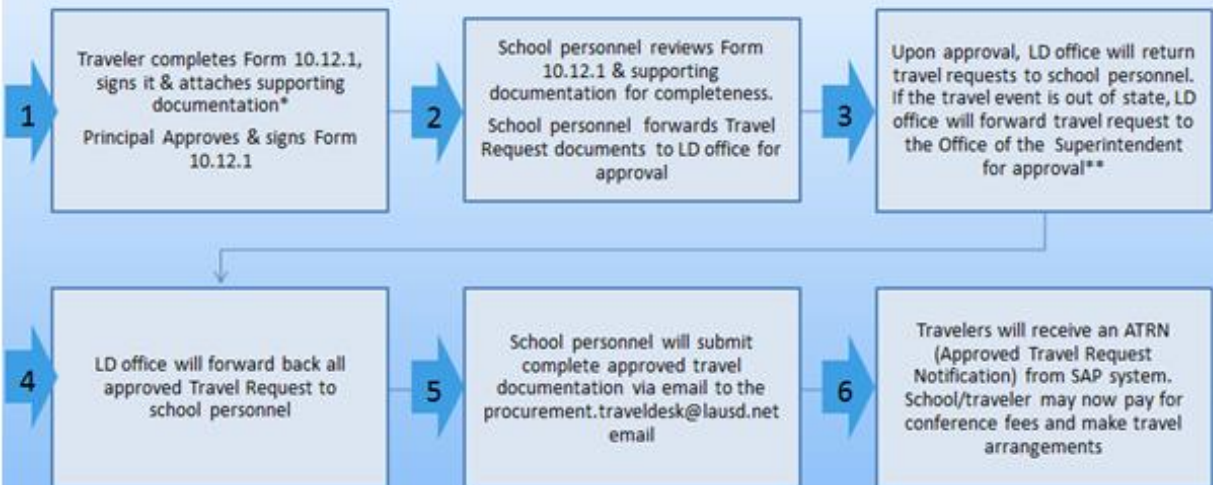 1
Traveler completes Form 10.12.1,
signs it & attaches supporting
documentation*
Principal Approves & signs Form
10.12.1
2
School personnel reviews Form
10.12.1 & supporting
documentation for completeness.
School personnel forwards Travel
Request documents to LD office for
approval
3
Upon approval, LD office will return
travel requests to school personnel.
If the travel event is out of state, LD
office will forward travel request to
the Office of the Superintendent
for approval**
4
LD office will forward back all
approved Travel Request to
school personnel
5
School personnel will submit
complete approved travel
documentation via email to the
procurement.traveldesk@lausd.net
email
6
Travelers will receive an ATRN
(Approved Travel Request
Notification) from SAP system.
School/traveler may now pay for
conference fees and make travel
arrangements